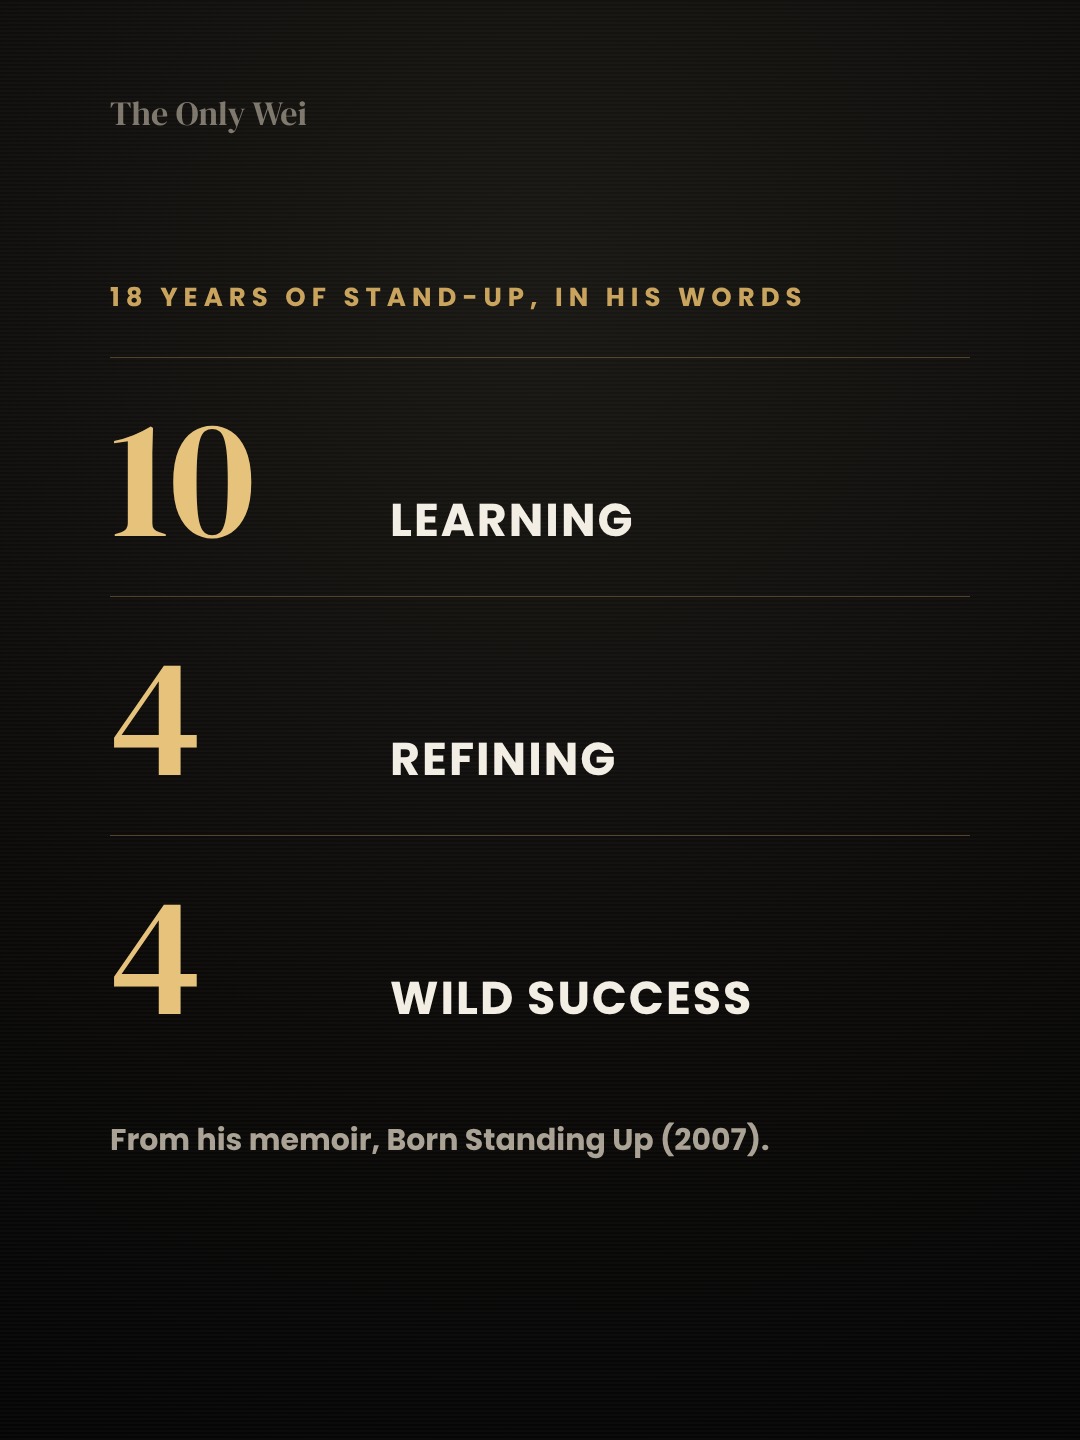 The Only Wei
18 YEARS OF STAND-UP, IN HIS WORDS
10 LEARNING
4 REFINING
4 WILD SUCCESS
From his memoir, Born Standing Up (2007).